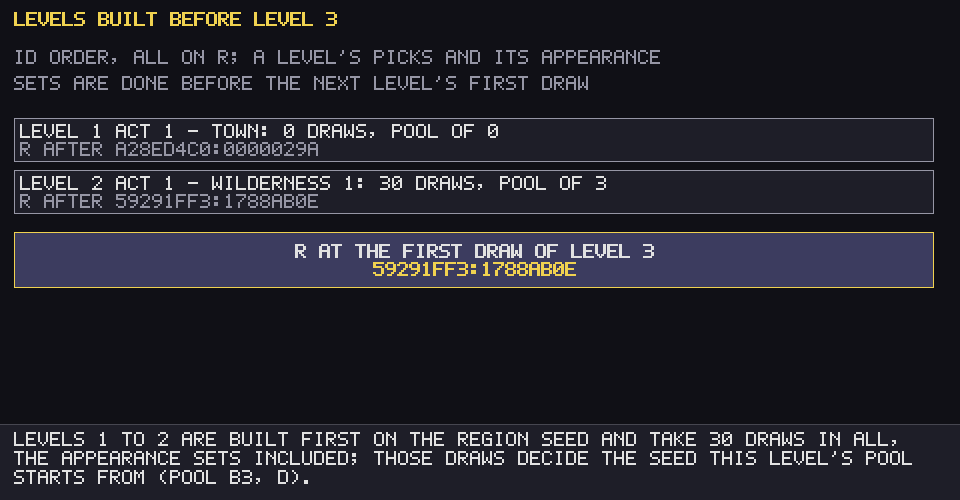 LEVELS BUILT BEFORE LEVEL 3
ID ORDER, ALL ON R; A LEVEL'S PICKS AND ITS APPEARANCE
SETS ARE DONE BEFORE THE NEXT LEVEL'S FIRST DRAW
LEVEL 1 ACT 1 - TOWN: 0 DRAWS, POOL OF 0
R AFTER A28ED4C0:0000029A
LEVEL 2 ACT 1 - WILDERNESS 1: 30 DRAWS, POOL OF 3
R AFTER 59291FF3:1788AB0E
R AT THE FIRST DRAW OF LEVEL 3
59291FF3:1788AB0E
LEVELS 1 TO 2 ARE BUILT FIRST ON THE REGION SEED AND TAKE 30 DRAWS IN ALL,
THE APPEARANCE SETS INCLUDED; THOSE DRAWS DECIDE THE SEED THIS LEVEL'S POOL
STARTS FROM (POOL B3, D).